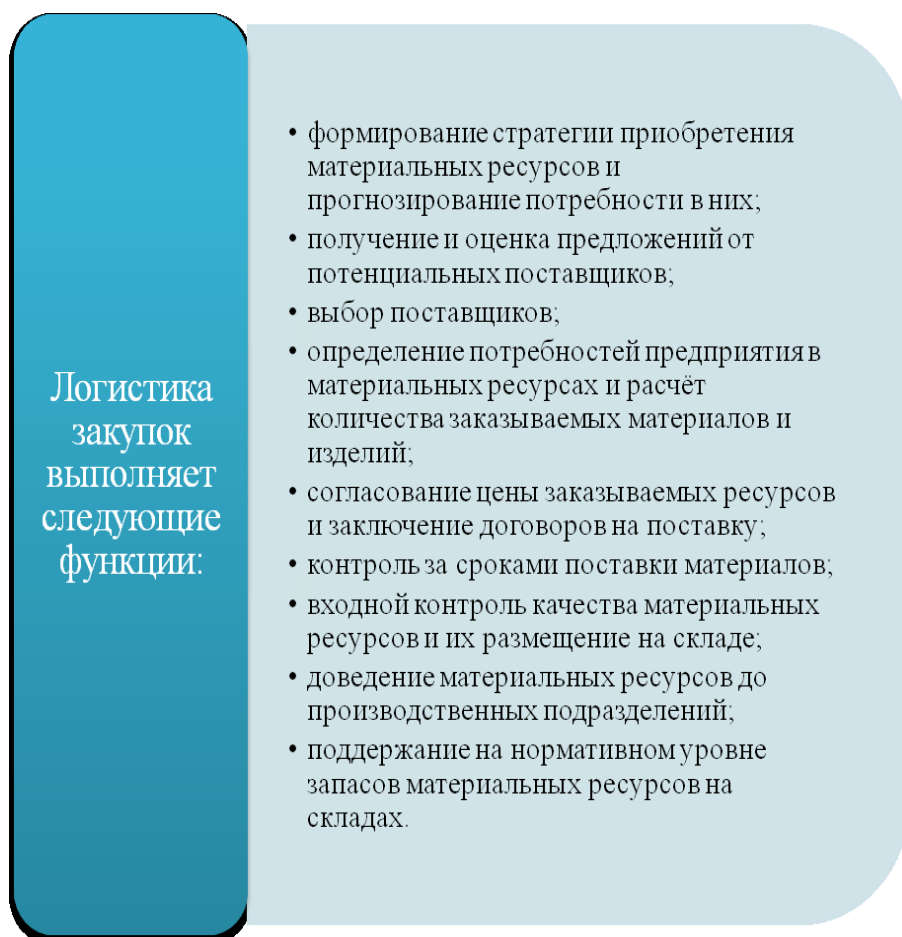 Логистика
закупок
выполняет
следующие
функции:
• формирование стратегии приобретения
материальных ресурсов и
прогнозирование потребности в них;
• получение и оценка предложений от
потенциальных поставщиков;
• выбор поставщиков;
• определение потребностей предприятия в
материальных ресурсах и расчёт
количества заказываемых материалов и
изделий;
• согласование цены заказываемых ресурсов
и заключение договоров на поставку;
• контроль за сроками поставки материалов;
• входной контроль качества материальных
ресурсов и их размещение на складе;
• доведение материальных ресурсов до
производственных подразделений;
• поддержание на нормативном уровне
запасов материальных ресурсов на
складах.